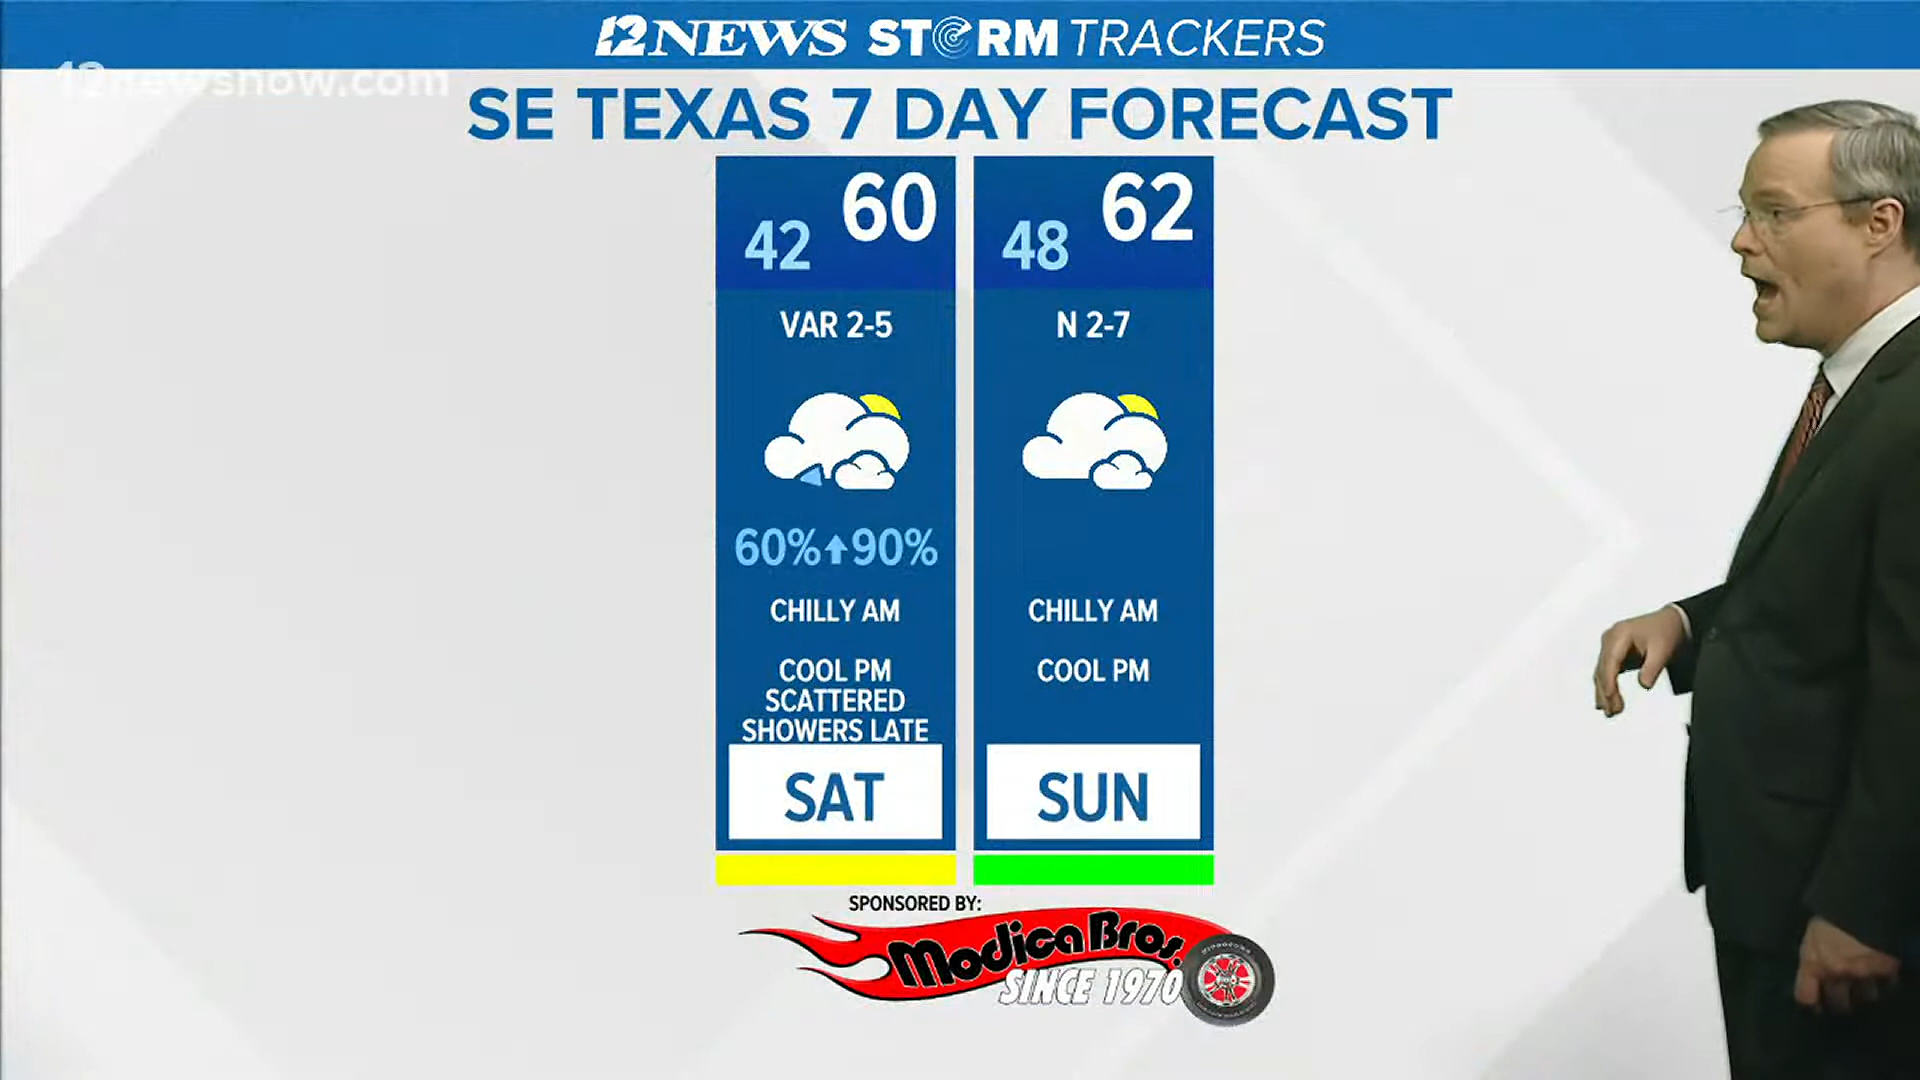 12NEWS STORM TRACKERS
12newsnow.com
SE TEXAS 7 DAY FORECAST
42 60
VAR 2-5
60%⬆90%
CHILLY AM
COOL PM
SCATTERED
SHOWERS LATE
SAT
48 62
N 2-7
CHILLY AM
COOL PM
SUN
SPONSORED BY:
Modica Bros.
SINCE 1970